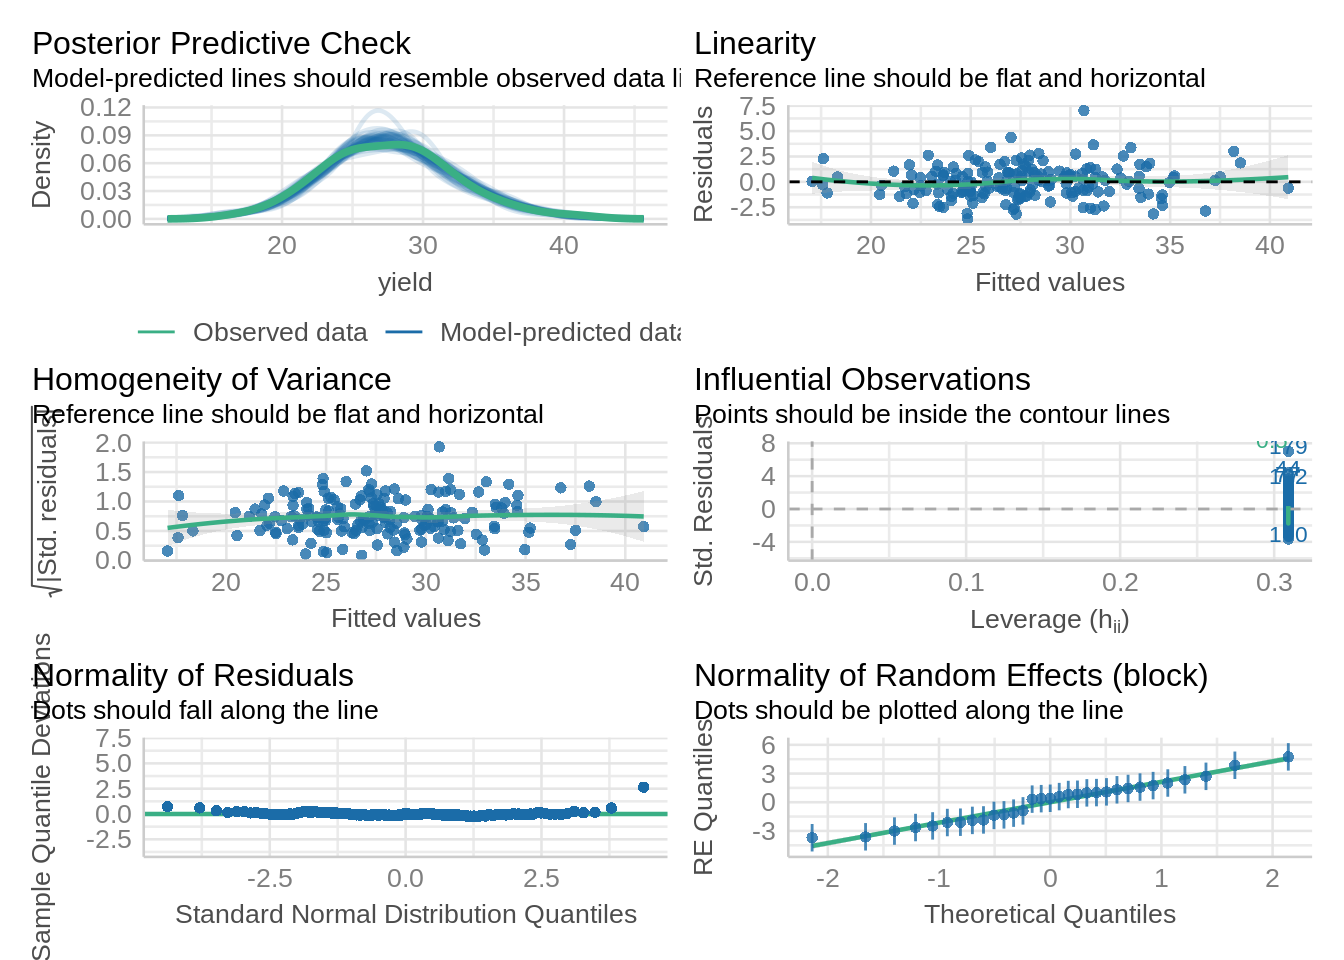 Posterior Predictive Check
Model-predicted lines should resemble observed data li
Density
0.12
0.09
0.06
0.03
0.00
20 30 40
yield
Observed data Model-predicted data
Linearity
Reference line should be flat and horizontal
Residuals
7.5
5.0
2.5
0.0
-2.5
20 25 30 35 40
Fitted values
Homogeneity of Variance
Reference line should be flat and horizontal
√|Std. residuals|
2.0
1.5
1.0
0.5
0.0
20 25 30 35 40
Fitted values
Influential Observations
Points should be inside the contour lines
Std. Residuals
8
4
0
-4
0.0 0.1 0.2 0.3
Leverage (hii)
Normality of Residuals
Dots should fall along the line
Sample Quantile Deviations
7.5
5.0
2.5
0.0
-2.5
-2.5 0.0 2.5
Standard Normal Distribution Quantiles
Normality of Random Effects (block)
Dots should be plotted along the line
RE Quantiles
6
3
0
-3
-2 -1 0 1 2
Theoretical Quantiles